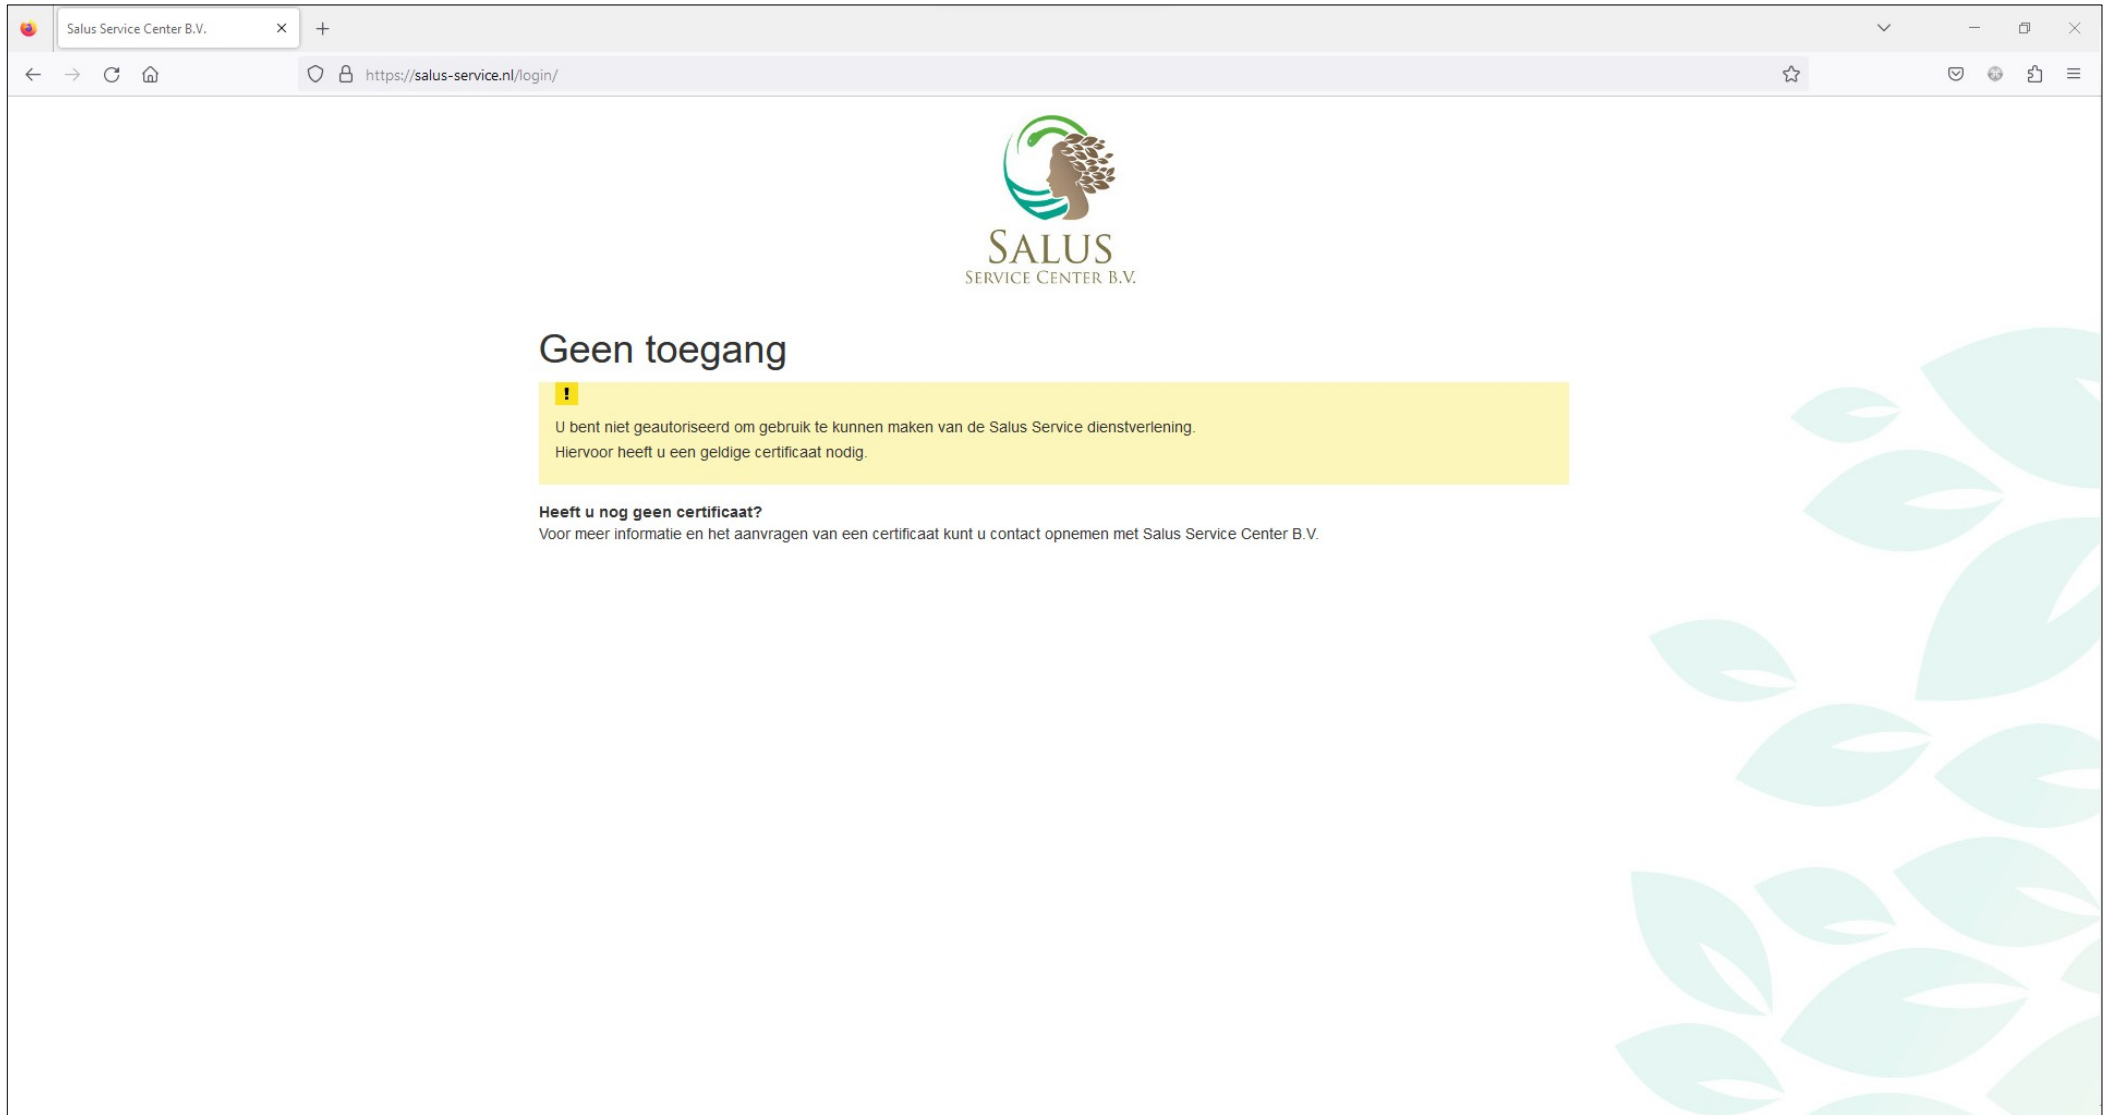 Salus Service Center B.V.
https://salus-service.nl/login/
SALUS
SERVICE CENTER B.V.
Geen toegang
!
U bent niet geautoriseerd om gebruik te kunnen maken van de Salus Service dienstverlening.
Hiervoor heeft u een geldige certificaat nodig.
Heeft u nog geen certificaat?
Voor meer informatie en het aanvragen van een certificaat kunt u contact opnemen met Salus Service Center B.V.